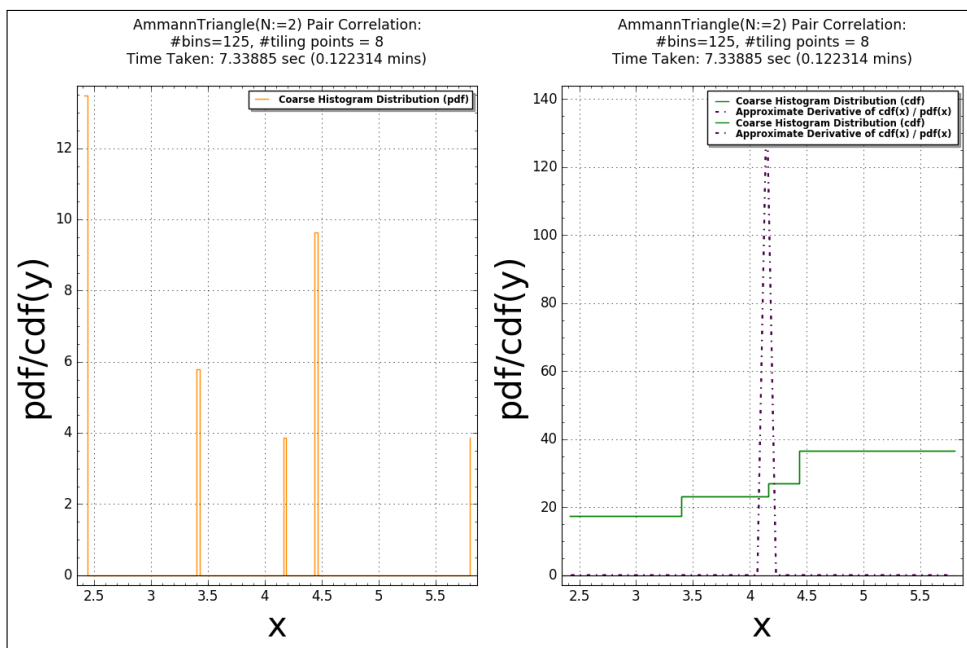 AmmannTriangle(N:=2) Pair Correlation:
#bins=125, #tiling points = 8
Time Taken: 7.33885 sec (0.122314 mins)
Coarse Histogram Distribution (pdf)
pdf/cdf(y)
12
10
8
6
4
2
0
2.5 3 3.5 4 4.5 5 5.5
x
AmmannTriangle(N:=2) Pair Correlation:
#bins=125, #tiling points = 8
Time Taken: 7.33885 sec (0.122314 mins)
Coarse Histogram Distribution (cdf)
Approximate Derivative of cdf(x) / pdf(x)
Coarse Histogram Distribution (cdf)
Approximate Derivative of cdf(x) / pdf(x)
pdf/cdf(y)
140
120
100
80
60
40
20
0
2.5 3 3.5 4 4.5 5 5.5
x